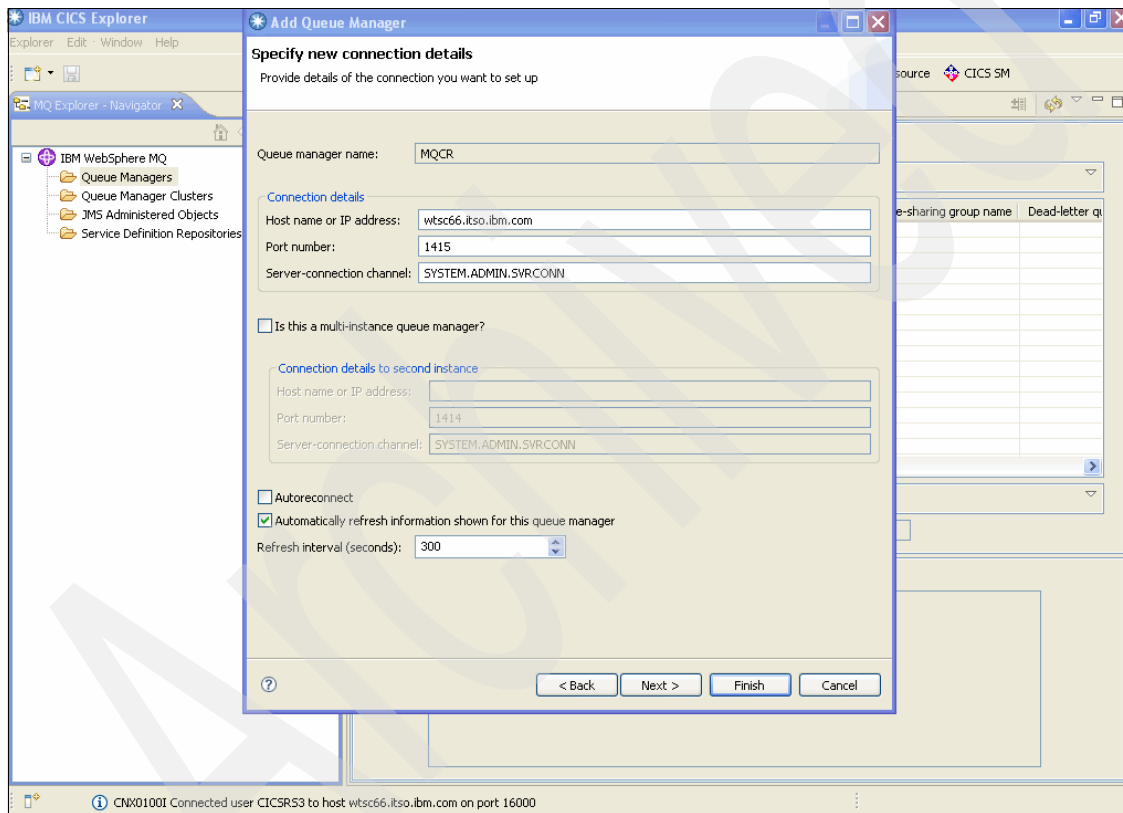 IBM CICS Explorer
Add Queue Manager
Explorer Edit Window Help
Specify new connection details
Provide details of the connection you want to set up
source CICS SM
MQ Explorer - Navigator
Queue manager name: MQCR
IBM WebSphere MQ
Queue Managers
Queue Manager Clusters
JMS Administered Objects
Service Definition Repositories
Connection details
Host name or IP address: wtsc66.itso.ibm.com
Port number: 1415
Server-connection channel: SYSTEM.ADMIN.SVRCONN
e-sharing group name Dead-letter qu
Is this a multi-instance queue manager?
Connection details to second instance
Host name or IP address:
Port number: 1414
Server-connection channel: SYSTEM.ADMIN.SVRCONN
Autoreconnect
Automatically refresh information shown for this queue manager
Refresh interval (seconds): 300
< Back Next > Finish Cancel
CNX0100I Connected user CICSRS3 to host wtsc66.itso.ibm.com on port 16000
Archived